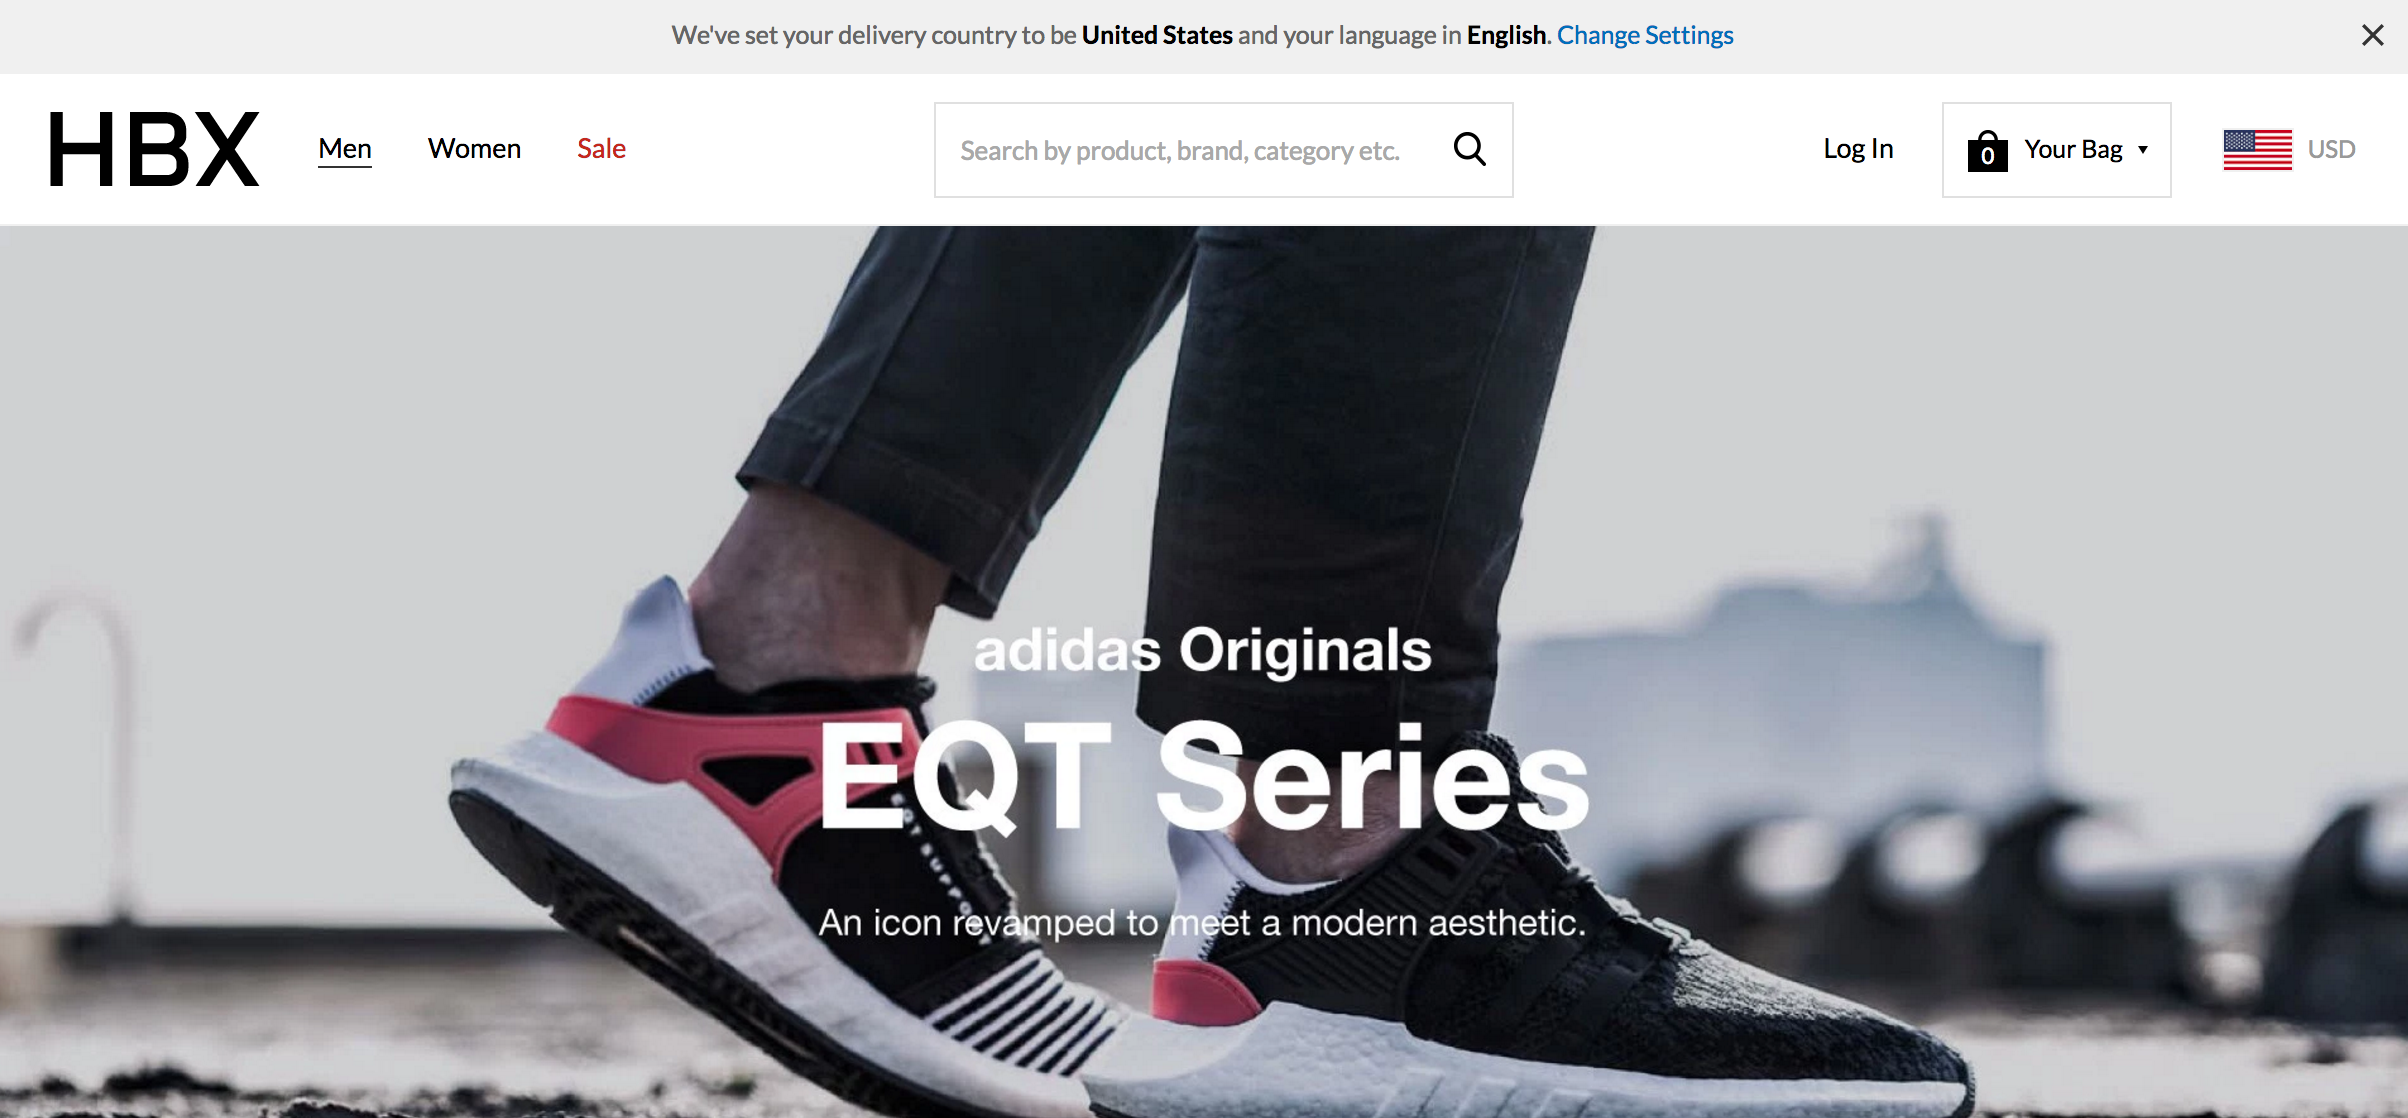 We've set your delivery country to be United States and your language in English. Change Settings
HBX Men Women Sale Search by product, brand, category etc. Log In 0 Your Bag USD
adidas Originals
EQT Series
An icon revamped to meet a modern aesthetic.